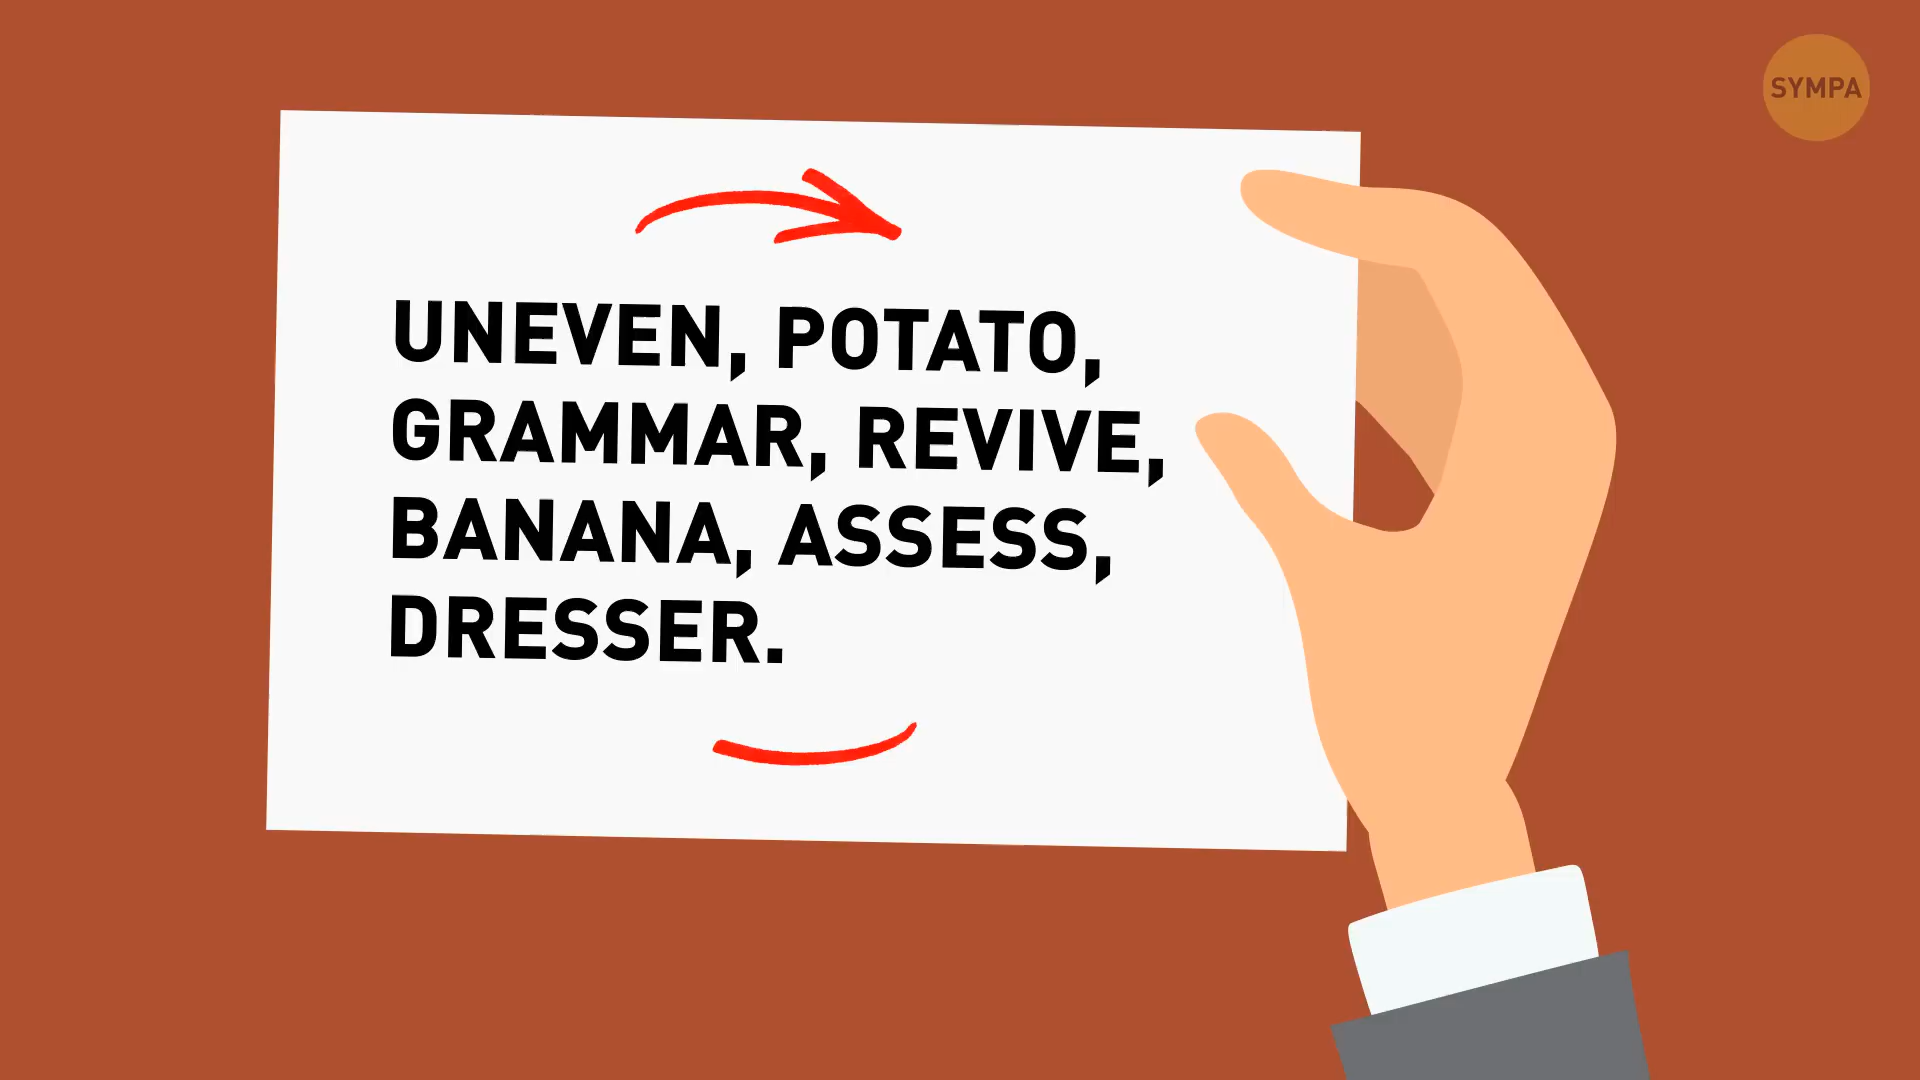 SYMPA
UNEVEN, POTATO,
GRAMMAR, REVIVE,
BANANA, ASSESS,
DRESSER.